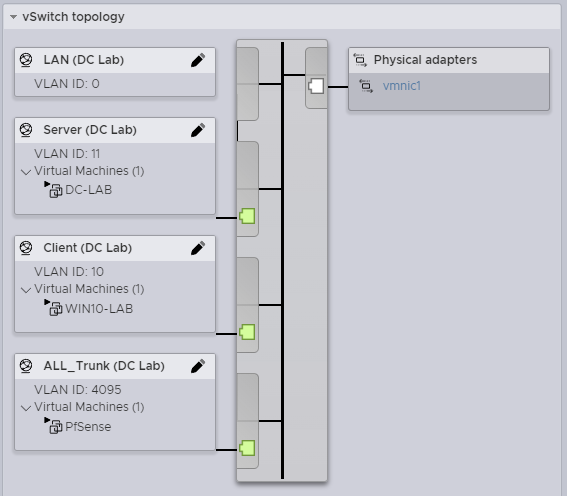 vSwitch topology
LAN (DC Lab)
VLAN ID: 0
Server (DC Lab)
VLAN ID: 11
Virtual Machines (1)
DC-LAB
Client (DC Lab)
VLAN ID: 10
Virtual Machines (1)
WIN10-LAB
ALL_Trunk (DC Lab)
VLAN ID: 4095
Virtual Machines (1)
PfSense
Physical adapters
vmnic1